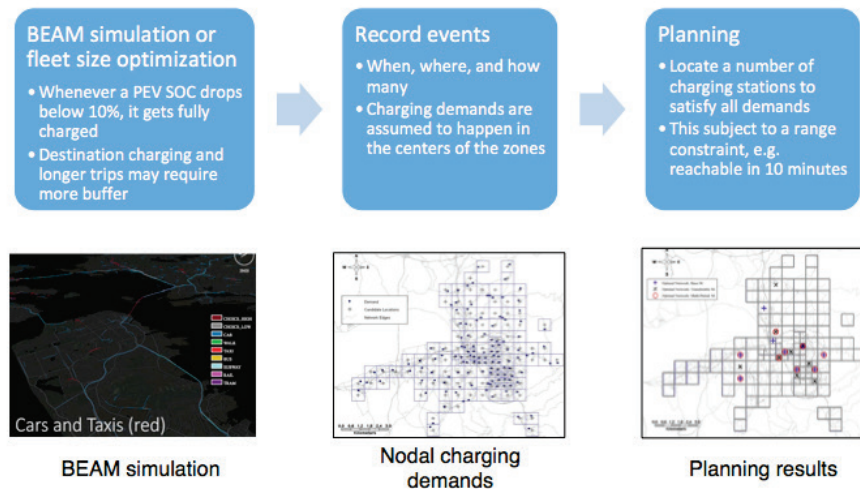 BEAM simulation or
fleet size optimization
• Whenever a PEV SOC drops
below 10%, it gets fully
charged
• Destination charging and
longer trips may require
more buffer
Record events
• When, where, and how
many
• Charging demands are
assumed to happen in
the centers of the zones
Planning
• Locate a number of
charging stations to
satisfy all demands
• This subject to a range
constraint, e.g.
reachable in 10 minutes
CAR
WALK
TAXI
BUS
SUBWAY
RAIL
TRAM
Cars and Taxis (red)
Demand
Candidate Locations
Network Edges
BEAM simulation
Nodal charging
demands
Planning results